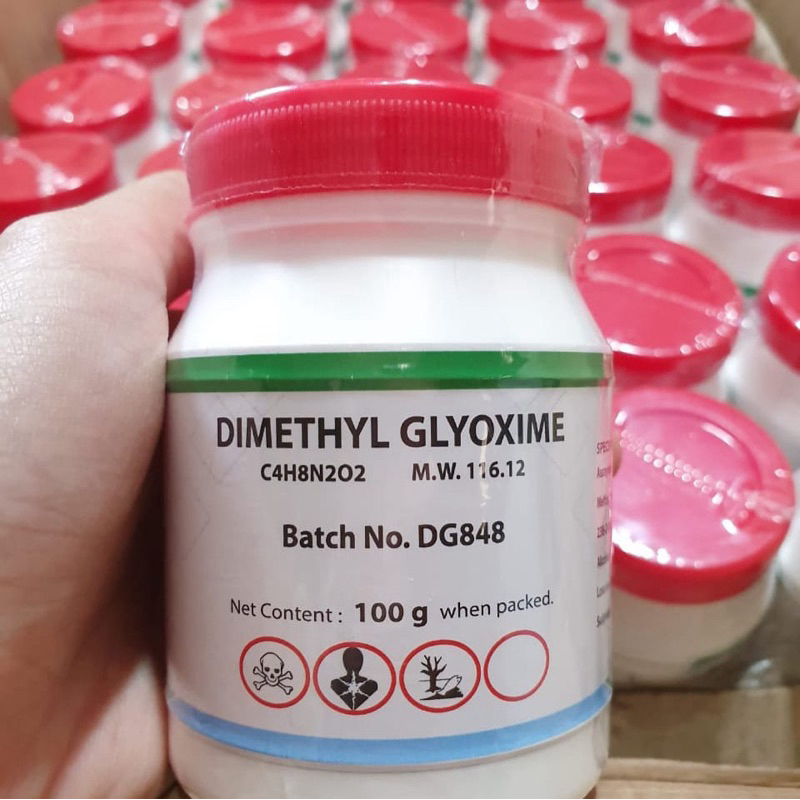 DIMETHYL GLYOXIME
C4H8N2O2 M.W. 116.12
Batch No. DG848
Net Content : 100 g when packed.